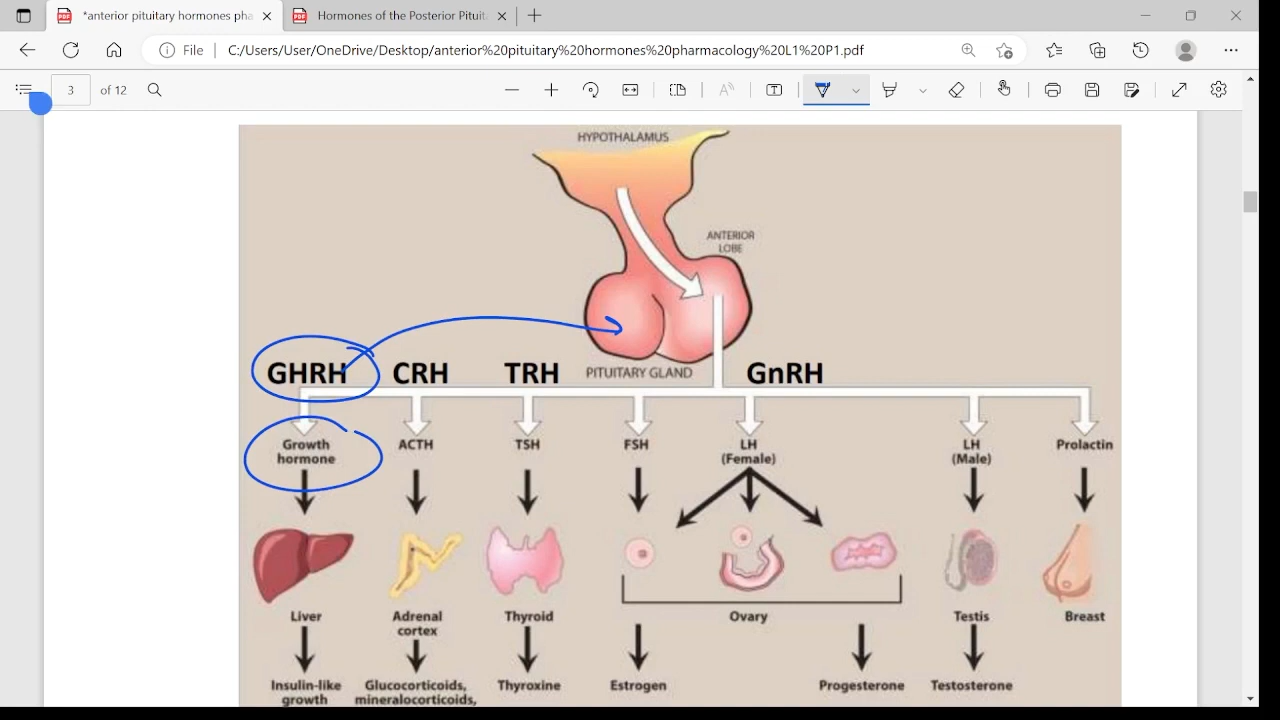 *anterior pituitary hormones pha
Hormones of the Posterior Pituit
File
C:/Users/User/OneDrive/Desktop/anterior%20pituitary%20hormones%20pharmacology%20L1%20P1.pdf
3 of 12
HYPOTHALAMUS
ANTERIOR
LOBE
GHRH CRH TRH PITUITARY GLAND GnRH
Growth
hormone
ACTH
TSH
FSH
LH
(Female)
LH
(Male)
Prolactin
Liver
Adrenal
cortex
Thyroid
Ovary
Testis
Breast
Insulin-like
growth
Glucocorticoids,
mineralocorticoids,
Thyroxine
Estrogen
Progesterone
Testosterone